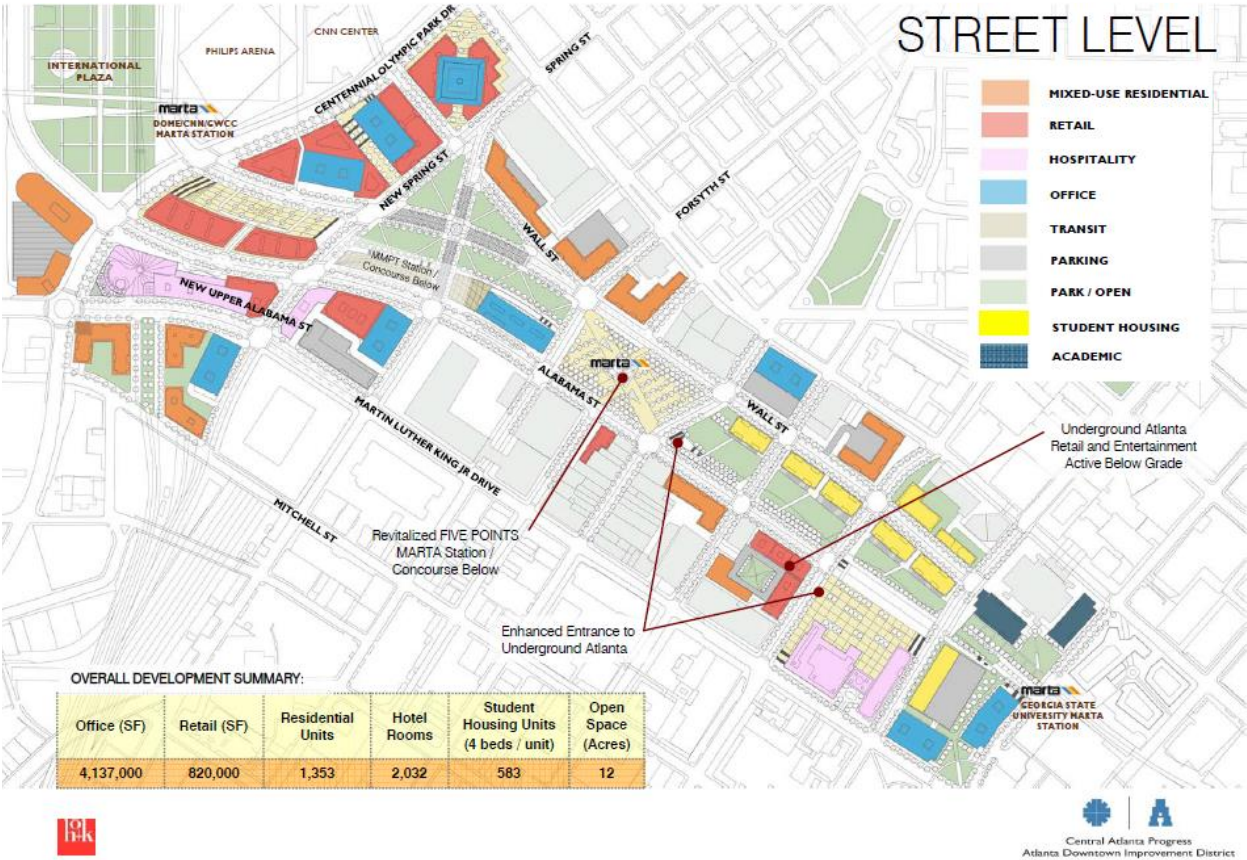 STREET LEVEL
CNN CENTER
PHILIPS ARENA
INTERNATIONAL
PLAZA
marta
DOME/CNN/GWCC
MARTA STATION
CENTENNIAL OLYMPIC PARK DR
SPRING ST
NEW SPRING ST
FORSYTH ST
WALL ST
MMPT Station /
Concourse Below
NEW UPPER ALABAMA ST
ALABAMA ST
marta
WALL ST
MARTIN LUTHER KING JR DRIVE
MITCHELL ST
MIXED-USE RESIDENTIAL
RETAIL
HOSPITALITY
OFFICE
TRANSIT
PARKING
PARK / OPEN
STUDENT HOUSING
ACADEMIC
Underground Atlanta
Retail and Entertainment
Active Below Grade
Revitalized FIVE POINTS
MARTA Station /
Concourse Below
Enhanced Entrance to
Underground Atlanta
marta
GEORGIA STATE
UNIVERSITY MARTA
STATION
OVERALL DEVELOPMENT SUMMARY:
Office (SF) Retail (SF) Residential Units Hotel Rooms Student Housing Units (4 beds / unit) Open Space (Acres)
4,137,000 820,000 1,353 2,032 583 12
hok
Central Atlanta Progress
Atlanta Downtown Improvement District